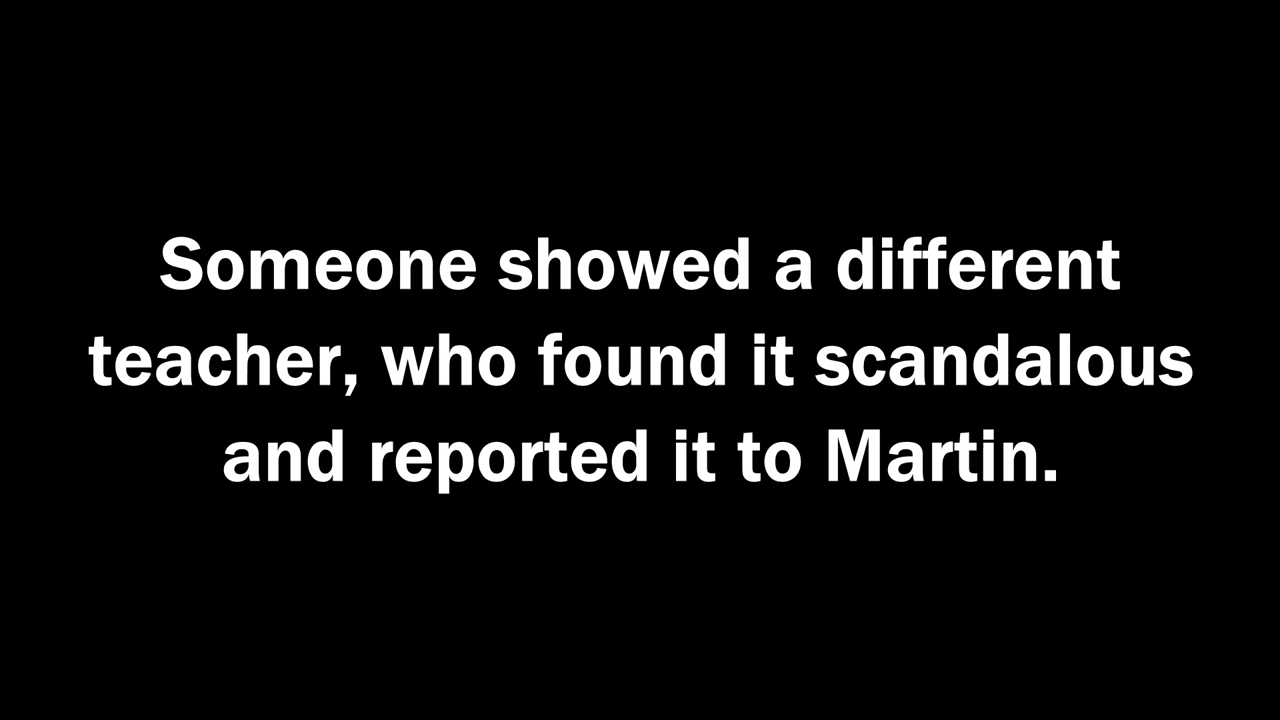 Someone showed a different
teacher, who found it scandalous
and reported it to Martin.